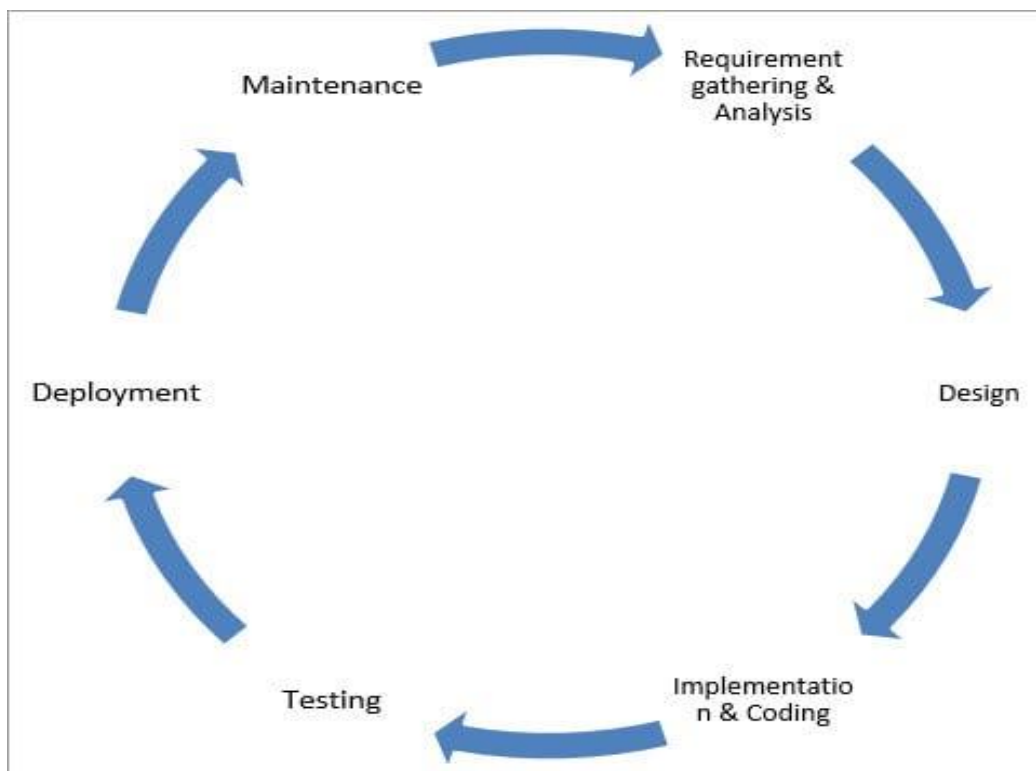 Maintenance
Requirement
gathering &
Analysis
Deployment
Design
Testing
Implementatio
n & Coding